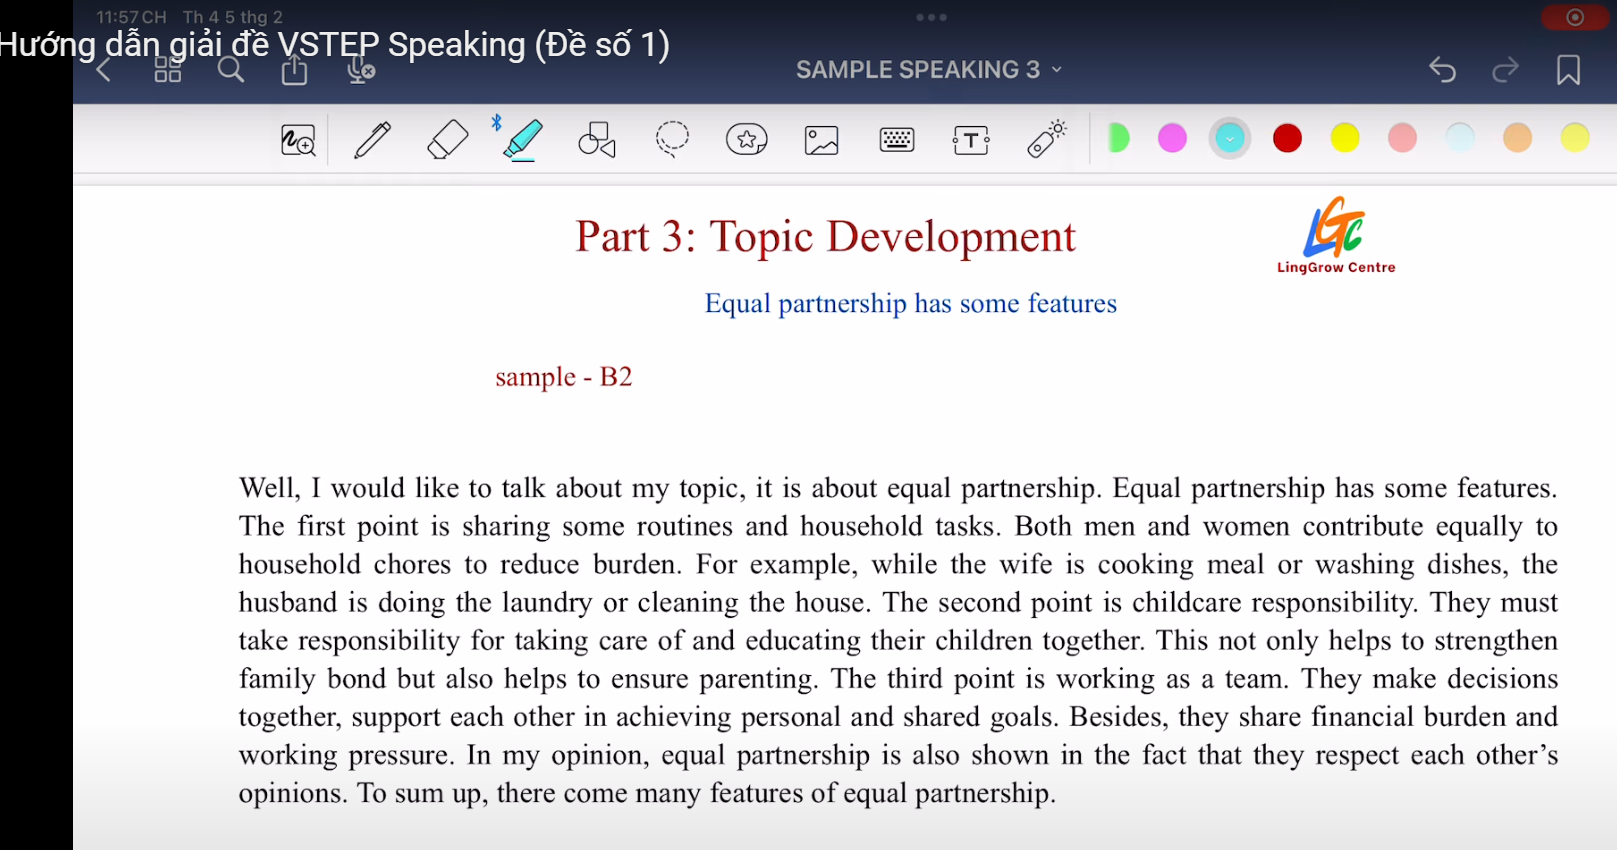 11:57 CH Th 4 5 thg 2
Hướng dẫn giải đề VSTEP Speaking (Đề số 1)
SAMPLE SPEAKING 3
T
Part 3: Topic Development
LGTC
LingGrow Centre
Equal partnership has some features
sample - B2
Well, I would like to talk about my topic, it is about equal partnership. Equal partnership has some features.
The first point is sharing some routines and household tasks. Both men and women contribute equally to
household chores to reduce burden. For example, while the wife is cooking meal or washing dishes, the
husband is doing the laundry or cleaning the house. The second point is childcare responsibility. They must
take responsibility for taking care of and educating their children together. This not only helps to strengthen
family bond but also helps to ensure parenting. The third point is working as a team. They make decisions
together, support each other in achieving personal and shared goals. Besides, they share financial burden and
working pressure. In my opinion, equal partnership is also shown in the fact that they respect each other’s
opinions. To sum up, there come many features of equal partnership.